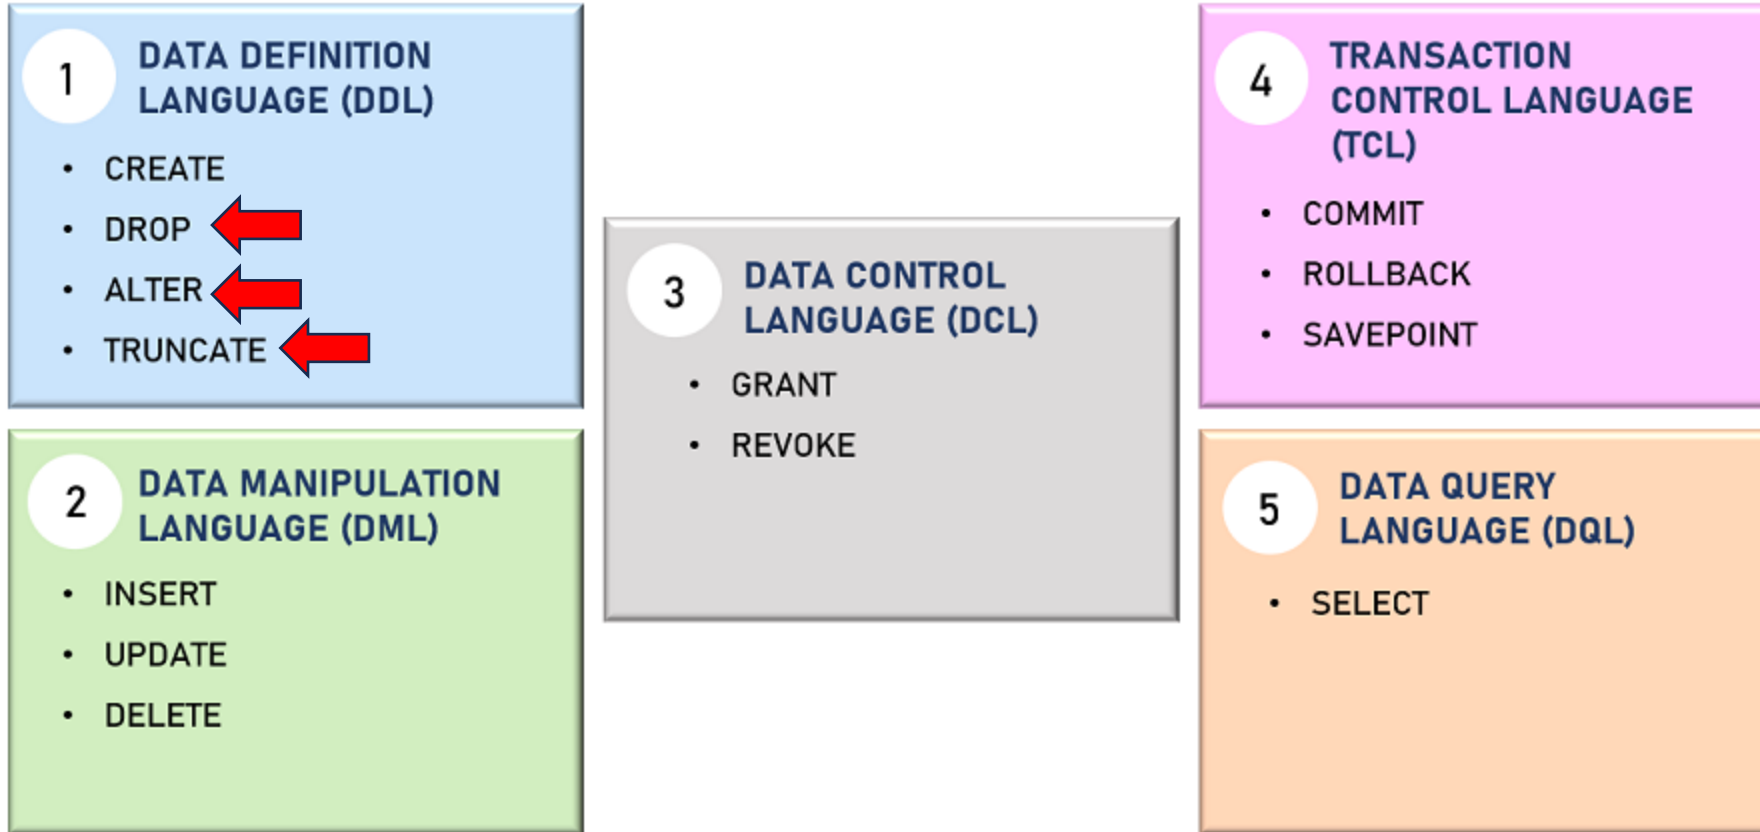 1
DATA DEFINITION
LANGUAGE (DDL)
• CREATE
• DROP
• ALTER
• TRUNCATE
2
DATA MANIPULATION
LANGUAGE (DML)
• INSERT
• UPDATE
• DELETE
3
DATA CONTROL
LANGUAGE (DCL)
• GRANT
• REVOKE
4
TRANSACTION
CONTROL LANGUAGE
(TCL)
• COMMIT
• ROLLBACK
• SAVEPOINT
5
DATA QUERY
LANGUAGE (DQL)
• SELECT